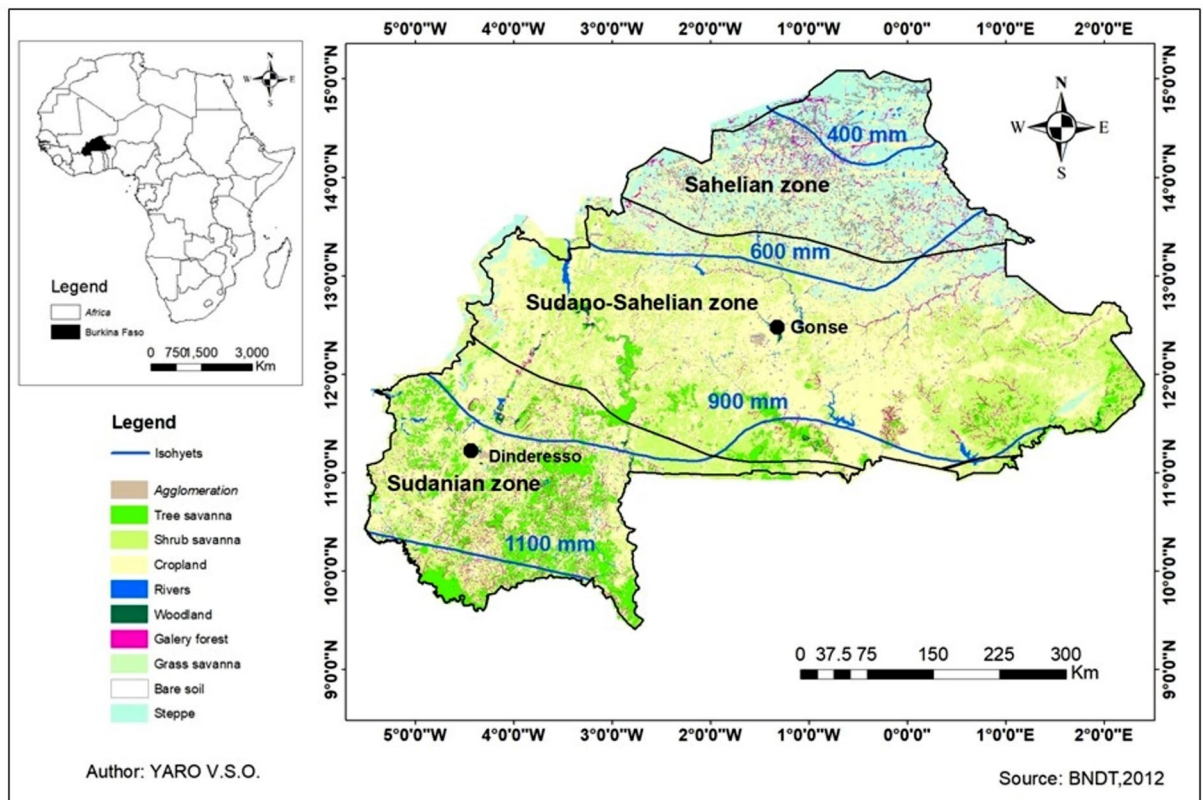 N
W E
S
Legend
Africa
Burkina Faso
0 7501,500 3,000
Km
Legend
Isohyets
Agglomeration
Tree savanna
Shrub savanna
Cropland
Rivers
Woodland
Galery forest
Grass savanna
Bare soil
Steppe
Author: YARO V.S.O.
5°0'0"W 4°0'0"W 3°0'0"W 2°0'0"W 1°0'0"W 0°0'0" 1°0'0"E 2°0'0"E
15°0'0"N
14°0'0"N
13°0'0"N
12°0'0"N
11°0'0"N
10°0'0"N
9°0'0"N
N
W E
S
400 mm
Sahelian zone
600 mm
Sudano-Sahelian zone
Gonse
900 mm
Dinderesso
Sudanian zone
1100 mm
0 37.5 75 150 225 300
Km
15°0'0"N
14°0'0"N
13°0'0"N
12°0'0"N
11°0'0"N
10°0'0"N
9°0'0"N
5°0'0"W 4°0'0"W 3°0'0"W 2°0'0"W 1°0'0"W 0°0'0" 1°0'0"E 2°0'0"E
Source: BNDT,2012